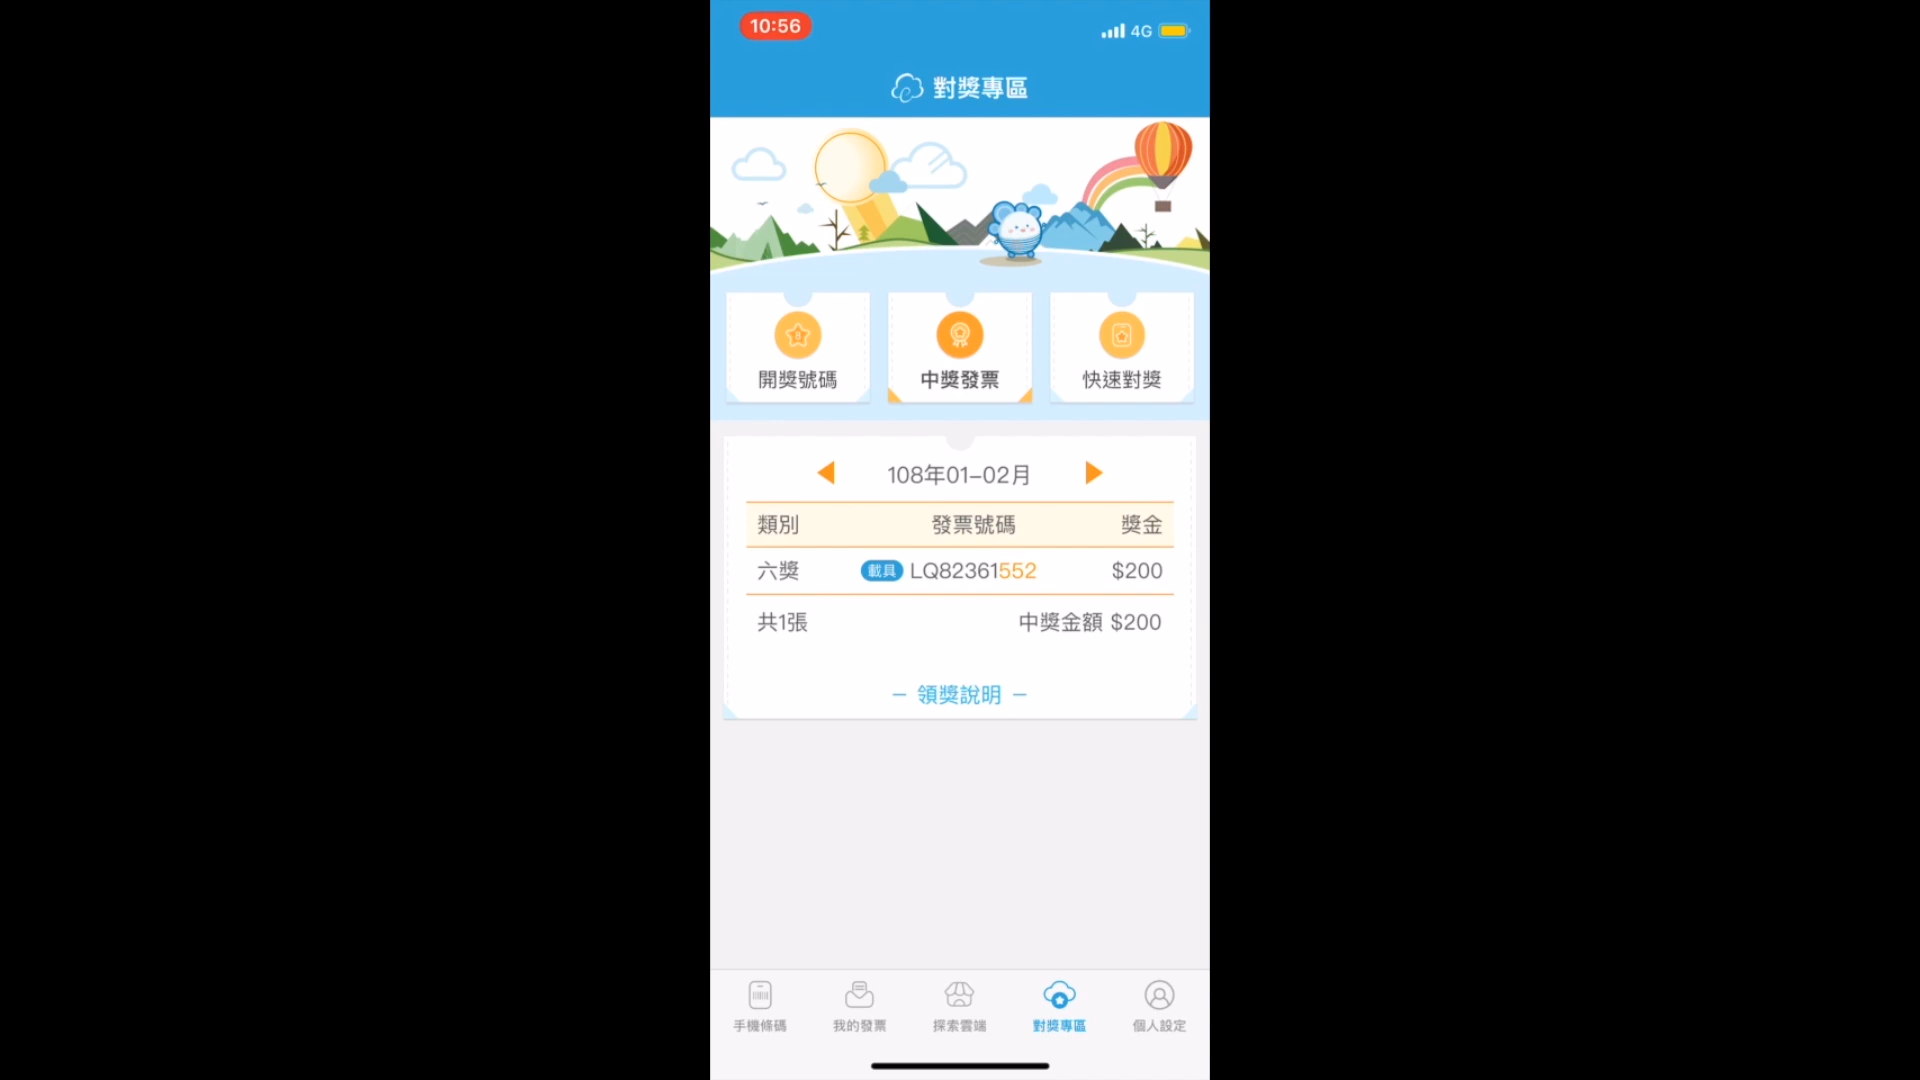 10:56
4G
對獎專區
開獎號碼
中獎發票
快速對獎
108年01-02月
類別 發票號碼 獎金
六獎 載具 LQ82361552 $200
共1張 中獎金額 $200
— 領獎說明 —
手機條碼
我的發票
探索雲端
對獎專區
個人設定